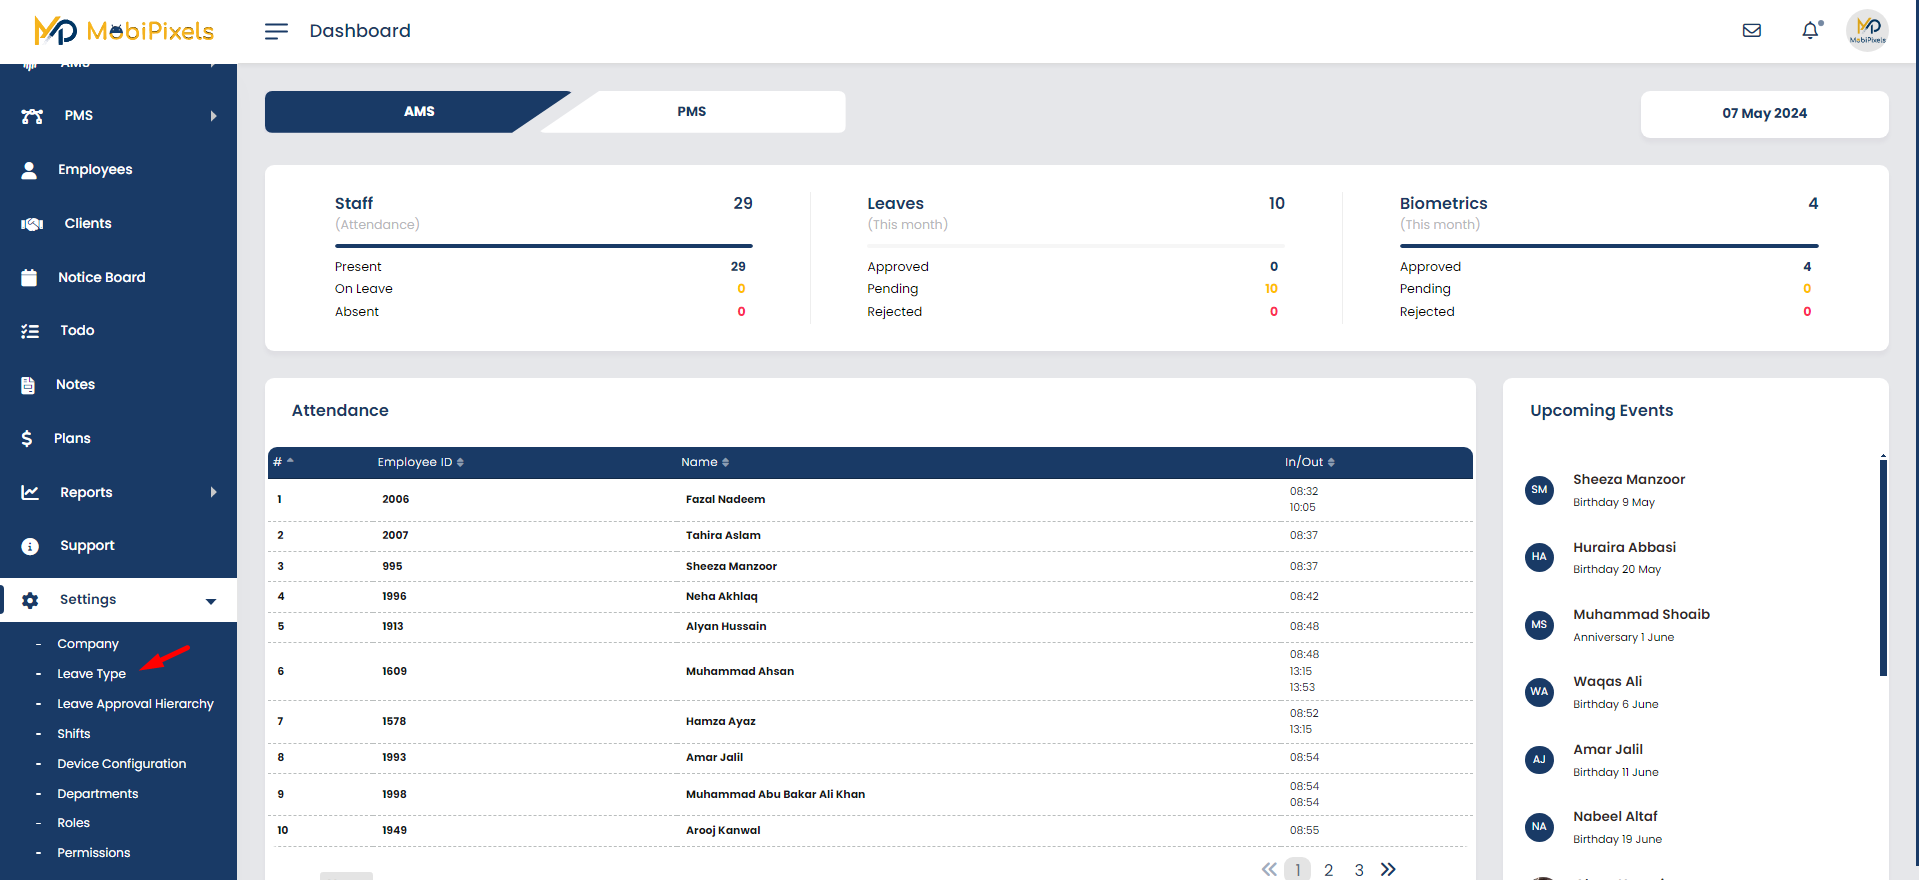 MobiPixels
Dashboard
MobiPixels
AMS
PMS
Employees
Clients
Notice Board
Todo
Notes
$ Plans
Reports
Support
Settings
- Company
- Leave Type
- Leave Approval Hierarchy
- Shifts
- Device Configuration
- Departments
- Roles
- Permissions
AMS
PMS
07 May 2024
Staff 29
(Attendance)
Present 29
On Leave 0
Absent 0
Leaves 10
(This month)
Approved 0
Pending 10
Rejected 0
Biometrics 4
(This month)
Approved 4
Pending 0
Rejected 0
Attendance
# Employee ID Name In/Out
1 2006 Fazal Nadeem 08:32
10:05
2 2007 Tahira Aslam 08:37
3 995 Sheeza Manzoor 08:37
4 1996 Neha Akhlaq 08:42
5 1913 Alyan Hussain 08:48
6 1609 Muhammad Ahsan 08:48
13:15
13:53
7 1578 Hamza Ayaz 08:52
13:15
8 1993 Amar Jalil 08:54
9 1998 Muhammad Abu Bakar Ali Khan 08:54
08:54
10 1949 Arooj Kanwal 08:55
« 1 2 3 »
Upcoming Events
SM Sheeza Manzoor
Birthday 9 May
HA Huraira Abbasi
Birthday 20 May
MS Muhammad Shoaib
Anniversary 1 June
WA Waqas Ali
Birthday 6 June
AJ Amar Jalil
Birthday 11 June
NA Nabeel Altaf
Birthday 19 June